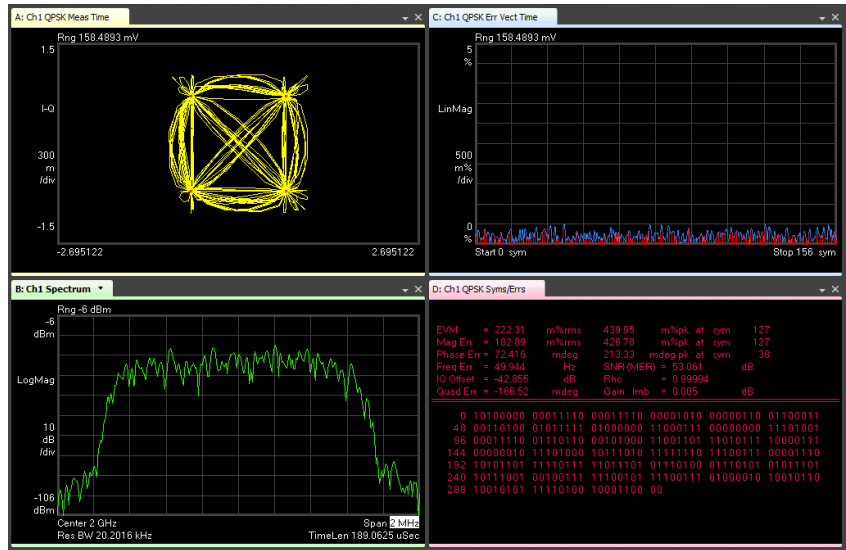 A: Ch1 QPSK Meas Time
Rng 158.4893 mV
1.5
I-Q
300
m
/div
-1.5
-2.695122 2.695122
C: Ch1 QPSK Err Vect Time
Rng 158.4893 mV
5
%
LinMag
500
m%
/div
0
%
Start 0 sym Stop 156 sym
B: Ch1 Spectrum
Rng -6 dBm
-6
dBm
LogMag
10
dB
/div
-106
dBm
Center 2 GHz Span 2 MHz
Res BW 20.2016 kHz TimeLen 189.0625 uSec
D: Ch1 QPSK Syms/Errs
EVM = 222.31 m%rms 439.95 m%pk at sym 127
Mag Err = 182.89 m%rms 426.78 m%pk at sym 127
Phase Err = 72.416 mdeg 213.33 mdeg pk at sym 38
Freq Err = 49.944 Hz SNR(MER) = 53.061 dB
IQ Offset = -42.855 dB Rho = 0.99994
Quad Err = -166.52 mdeg Gain Imb = 0.005 dB
0 10100000 00011110 00011110 00001010 00000110 01100011
48 00110100 01011111 01000000 11000111 00000000 11101001
96 00011110 01110110 00101000 11001101 11010111 10000111
144 00000010 11101000 10111010 11111110 11100111 00001110
192 10101101 11110111 11011101 01110100 01110101 01011101
240 10111001 00100111 11100101 11100111 01000010 10010110
288 10010101 11110100 10001100 00